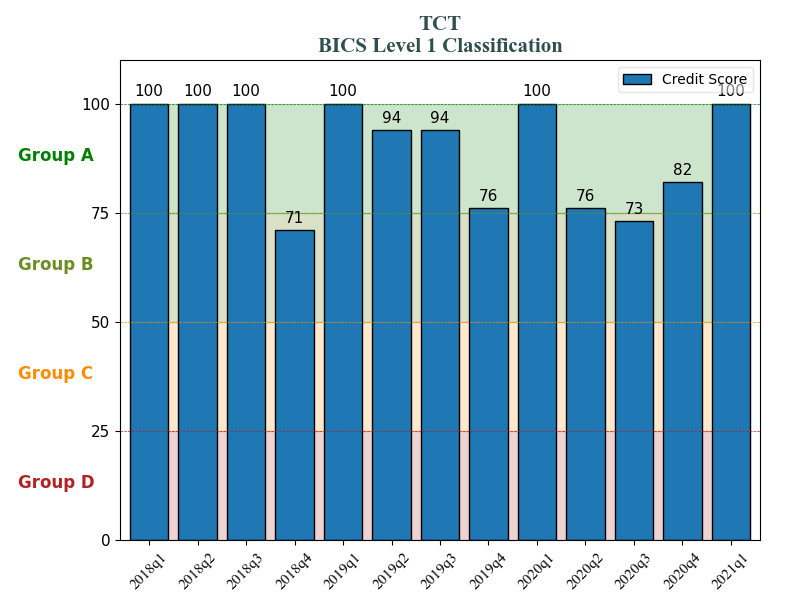 TCT
BICS Level 1 Classification
Credit Score
100 100 100 100 100 100
94 94
82
76 76
73
71
100
75
50
25
0
Group A
Group B
Group C
Group D
2018q1 2018q2 2018q3 2018q4 2019q1 2019q2 2019q3 2019q4 2020q1 2020q2 2020q3 2020q4 2021q1